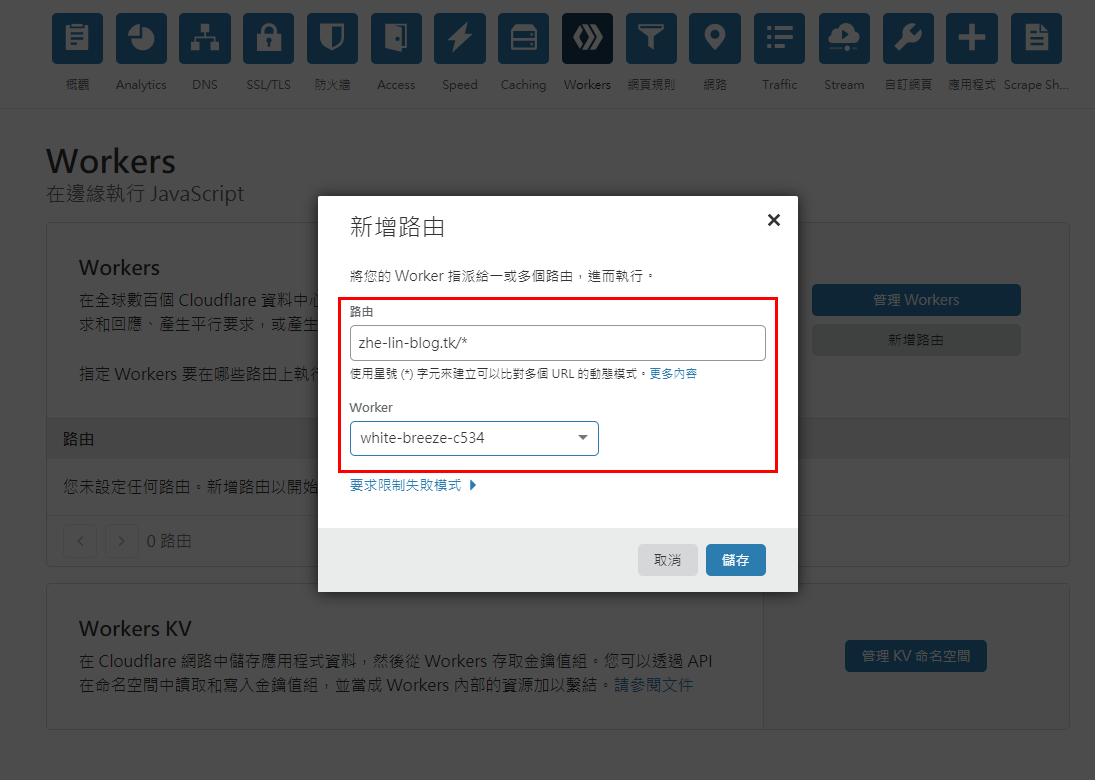 概觀
Analytics
DNS
SSL/TLS
防火牆
Access
Speed
Caching
Workers
網頁規則
網路
Traffic
Stream
自訂網頁
應用程式
Scrape Sh...
Workers
在邊緣執行 JavaScript
Workers
在全球數百個 Cloudflare 資料中心
求和回應、產生平行要求，或產生
指定 Workers 要在哪些路由上執行
管理 Workers
新增路由
路由
您未設定任何路由。新增路由以開始
0 路由
新增路由
×
將您的 Worker 指派給一或多個路由，進而執行。
路由
zhe-lin-blog.tk/*
使用星號 (*) 字元來建立可以比對多個 URL 的動態模式。更多內容
Worker
white-breeze-c534
要求限制失敗模式
取消
儲存
Workers KV
在 Cloudflare 網路中儲存應用程式資料，然後從 Workers 存取金鑰值組。您可以透過 API
在命名空間中讀取和寫入金鑰值組，並當成 Workers 內部的資源加以繫結。請參閱文件
管理 KV 命名空間